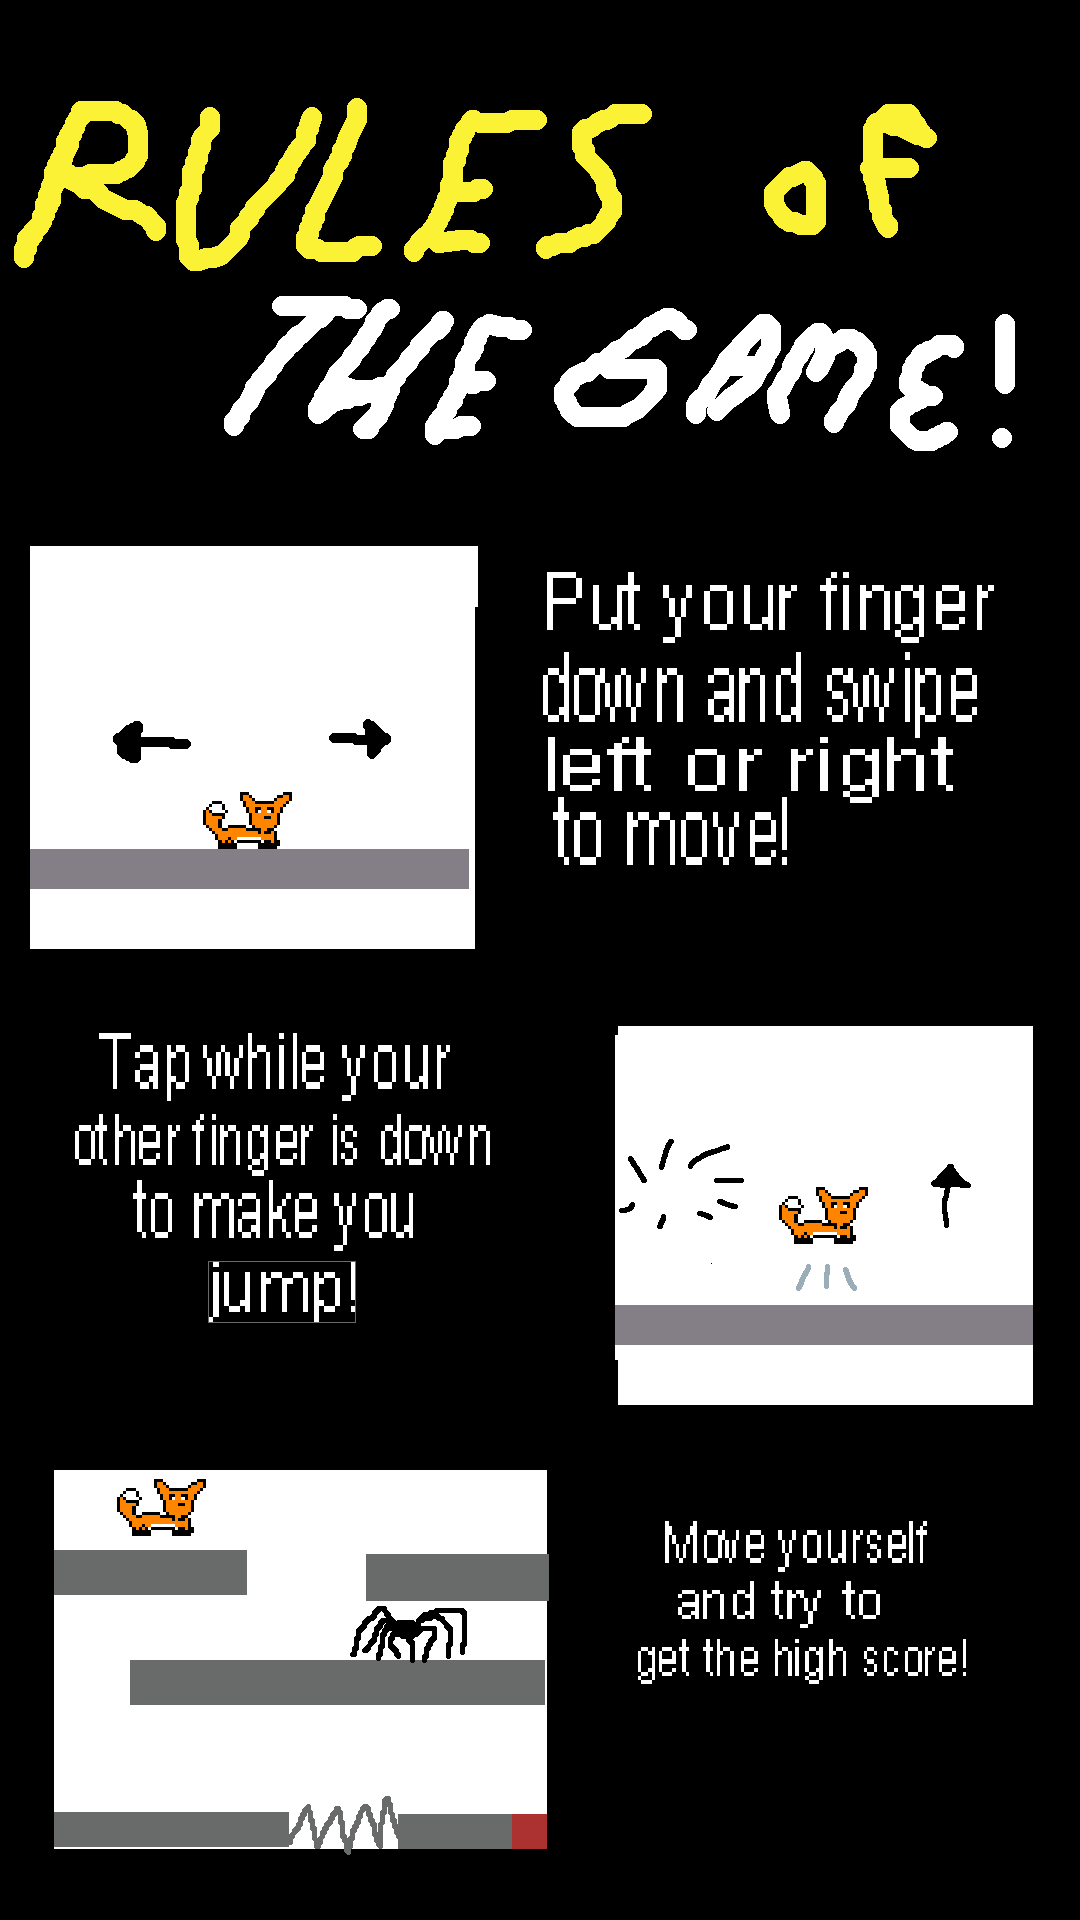 RULES of
THE GAME!
Put your finger
down and swipe
left or right
to move!
Tap while your
other finger is down
to make you
jump!
Move yourself
and try to
get the high score!